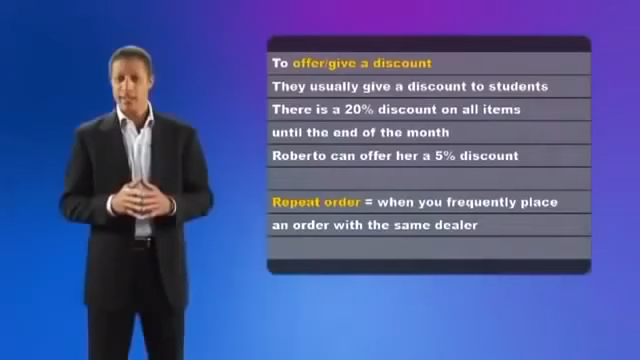 To offer/give a discount
They usually give a discount to students
There is a 20% discount on all items
until the end of the month
Roberto can offer her a 5% discount
Repeat order = when you frequently place
an order with the same dealer